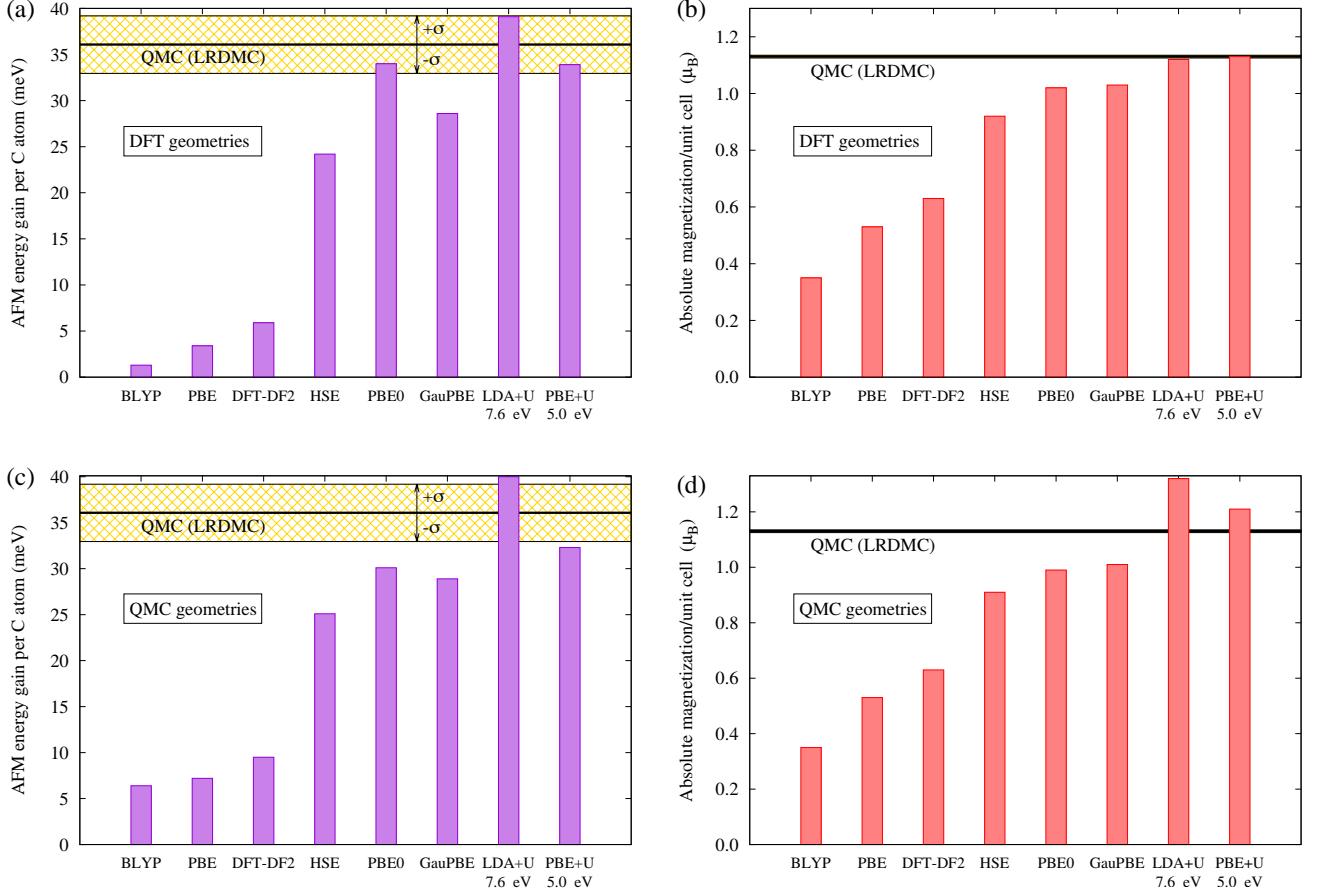 (a)
AFM energy gain per C atom (meV)
40
35
30
25
20
15
10
5
0
+σ
-σ
QMC (LRDMC)
DFT geometries
BLYP PBE DFT-DF2 HSE PBE0 GauPBE LDA+U PBE+U
7.6 eV 5.0 eV
(b)
Absolute magnetization/unit cell (μB)
1.2
1.0
0.8
0.6
0.4
0.2
0.0
QMC (LRDMC)
DFT geometries
BLYP PBE DFT-DF2 HSE PBE0 GauPBE LDA+U PBE+U
7.6 eV 5.0 eV
(c)
AFM energy gain per C atom (meV)
40
35
30
25
20
15
10
5
0
+σ
-σ
QMC (LRDMC)
QMC geometries
BLYP PBE DFT-DF2 HSE PBE0 GauPBE LDA+U PBE+U
7.6 eV 5.0 eV
(d)
Absolute magnetization/unit cell (μB)
1.2
1.0
0.8
0.6
0.4
0.2
0.0
QMC (LRDMC)
QMC geometries
BLYP PBE DFT-DF2 HSE PBE0 GauPBE LDA+U PBE+U
7.6 eV 5.0 eV